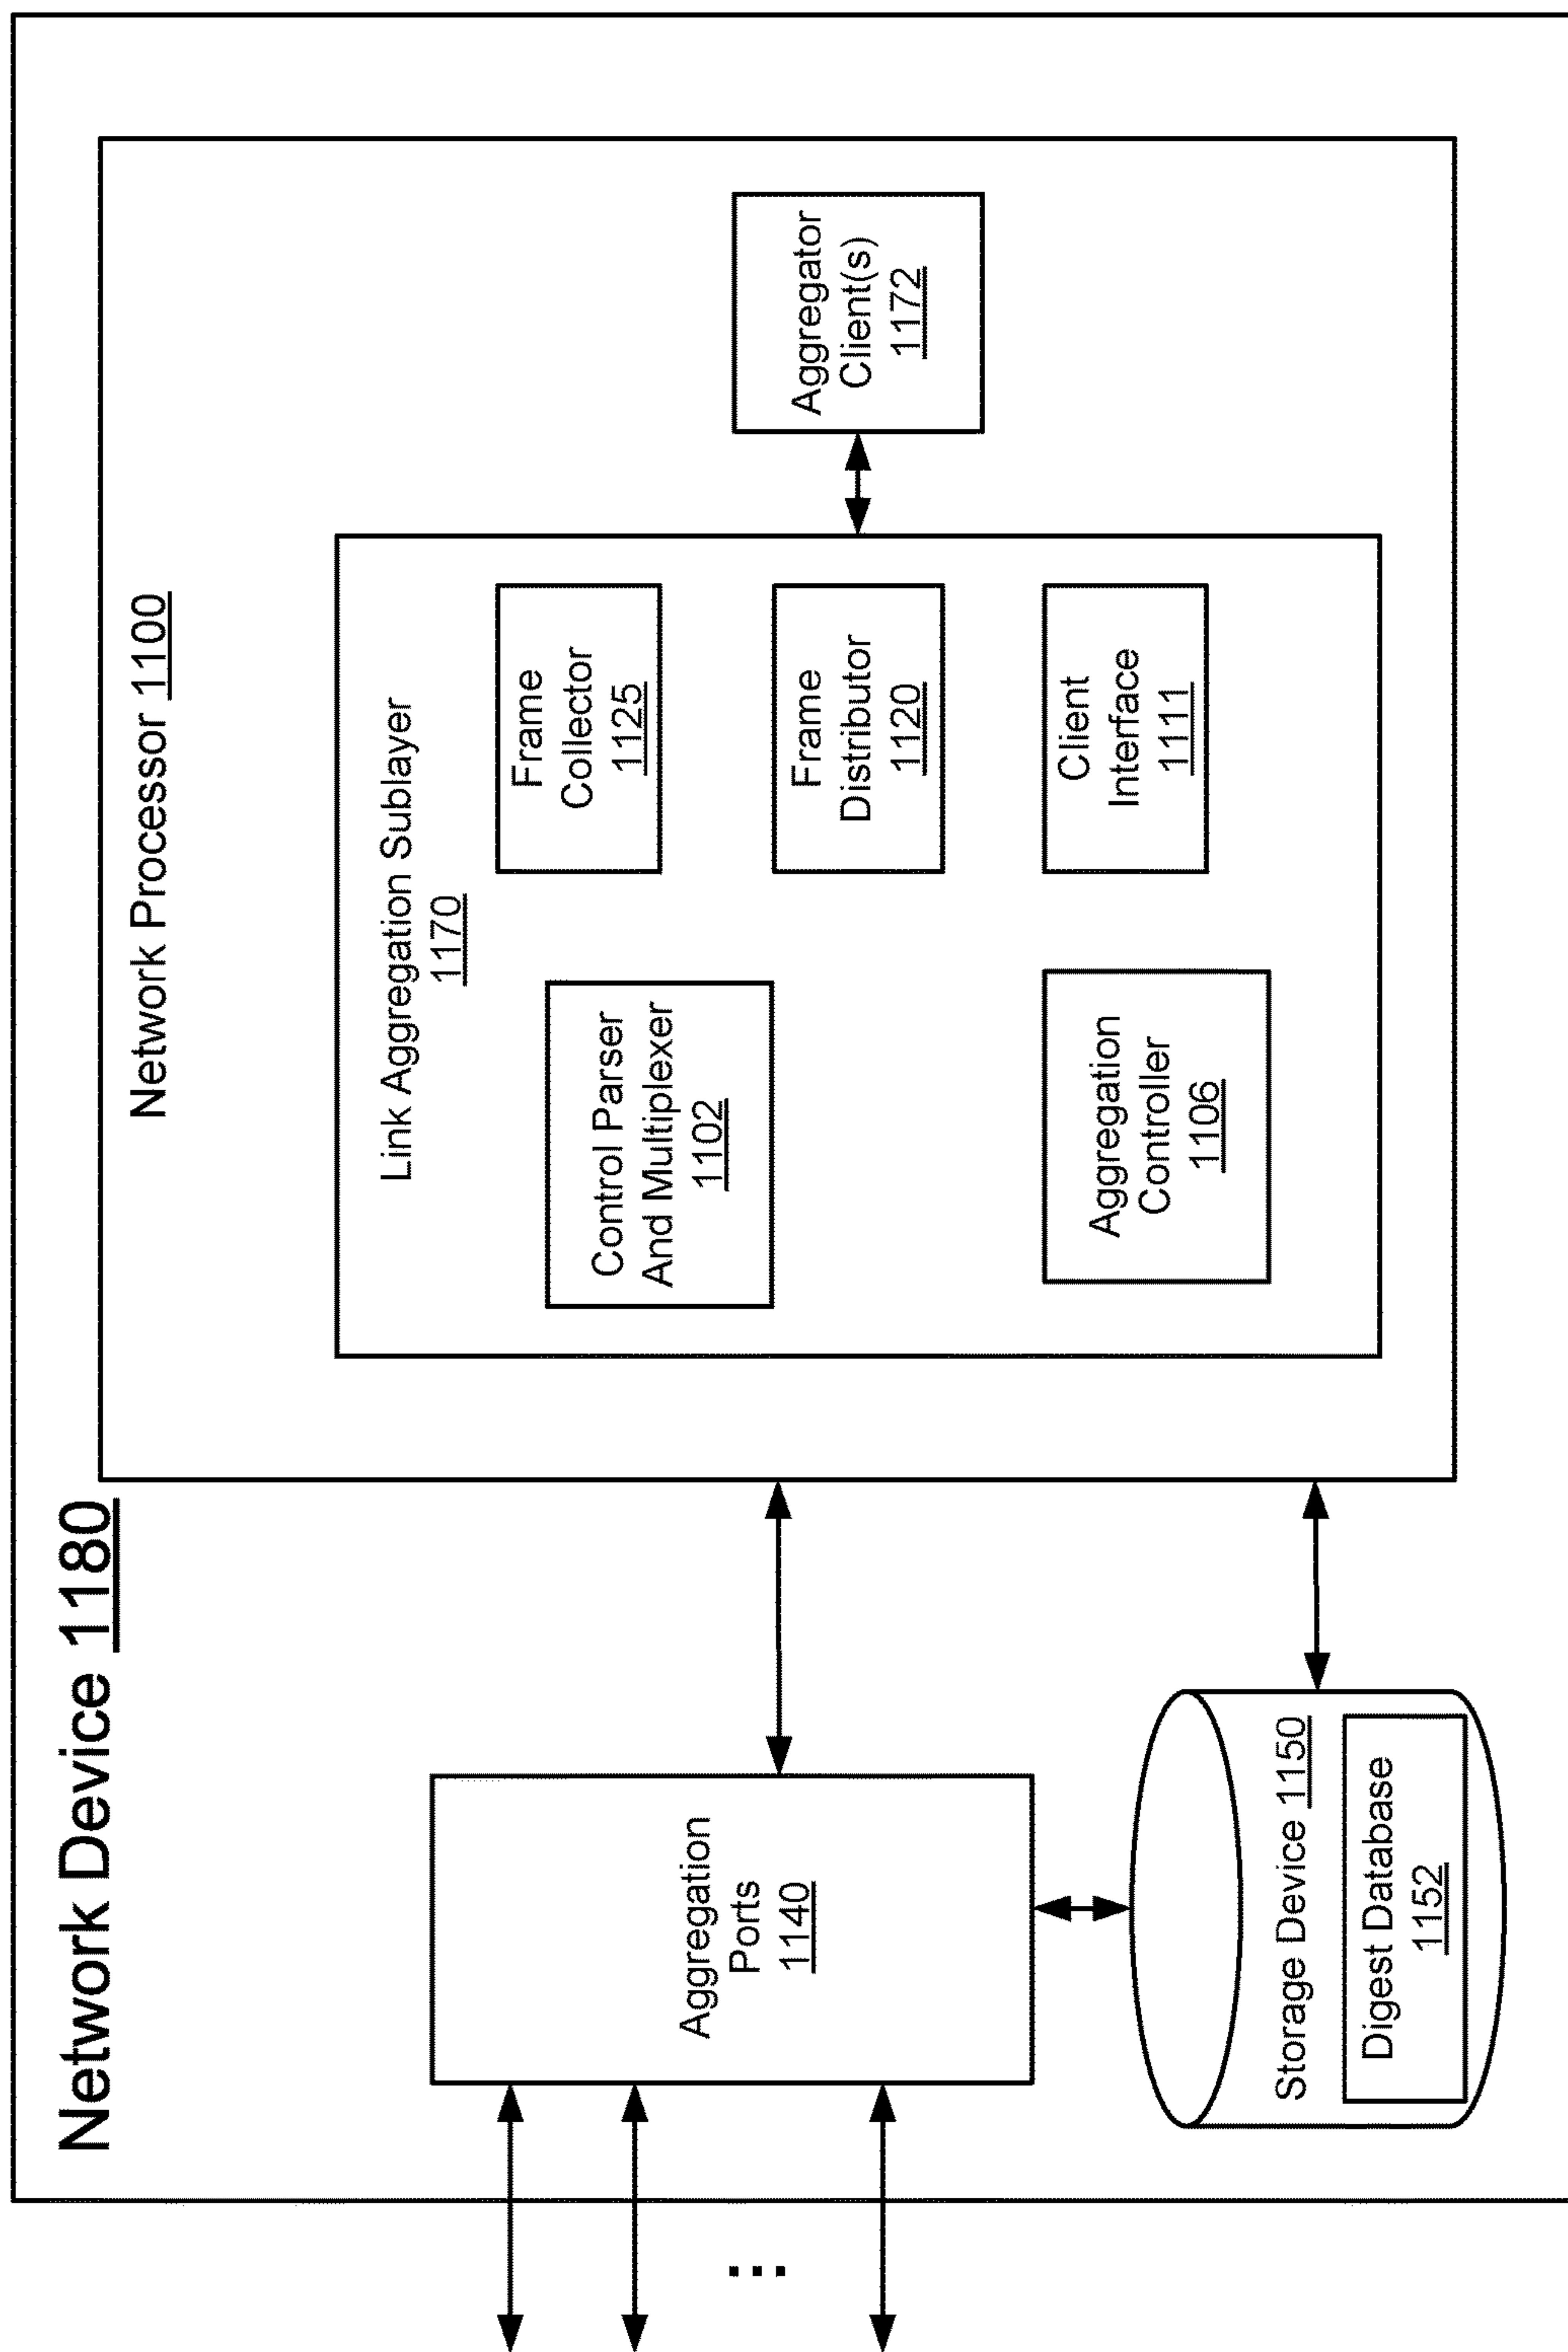 Network Device 1180
Network Processor 1100
Link Aggregation Sublayer
1170
Control Parser
And Multiplexer
1102
Frame
Collector
1125
Frame
Distributor
1120
Aggregation
Controller
1106
Client
Interface
1111
Aggregator
Client(s)
1172
Aggregation
Ports
1140
...
Storage Device 1150
Digest Database
1152